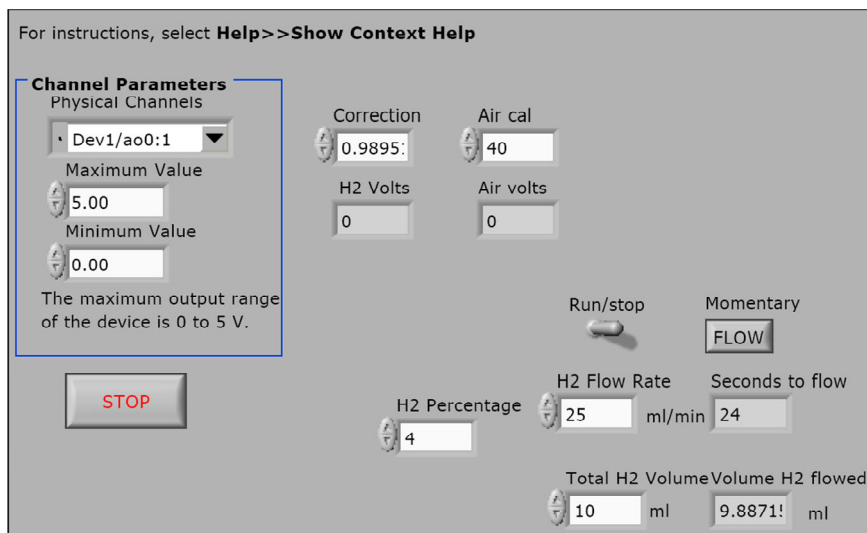 For instructions, select Help>>Show Context Help
Channel Parameters
Physical Channels
Dev1/ao0:1
Maximum Value
5.00
Minimum Value
0.00
The maximum output range
of the device is 0 to 5 V.
STOP
Correction
0.9895
Air cal
40
H2 Volts
0
Air volts
0
Run/stop
Momentary
FLOW
H2 Percentage
4
H2 Flow Rate
25 ml/min
Seconds to flow
24
Total H2 Volume
10 ml
Volume H2 flowed
9.8871 ml